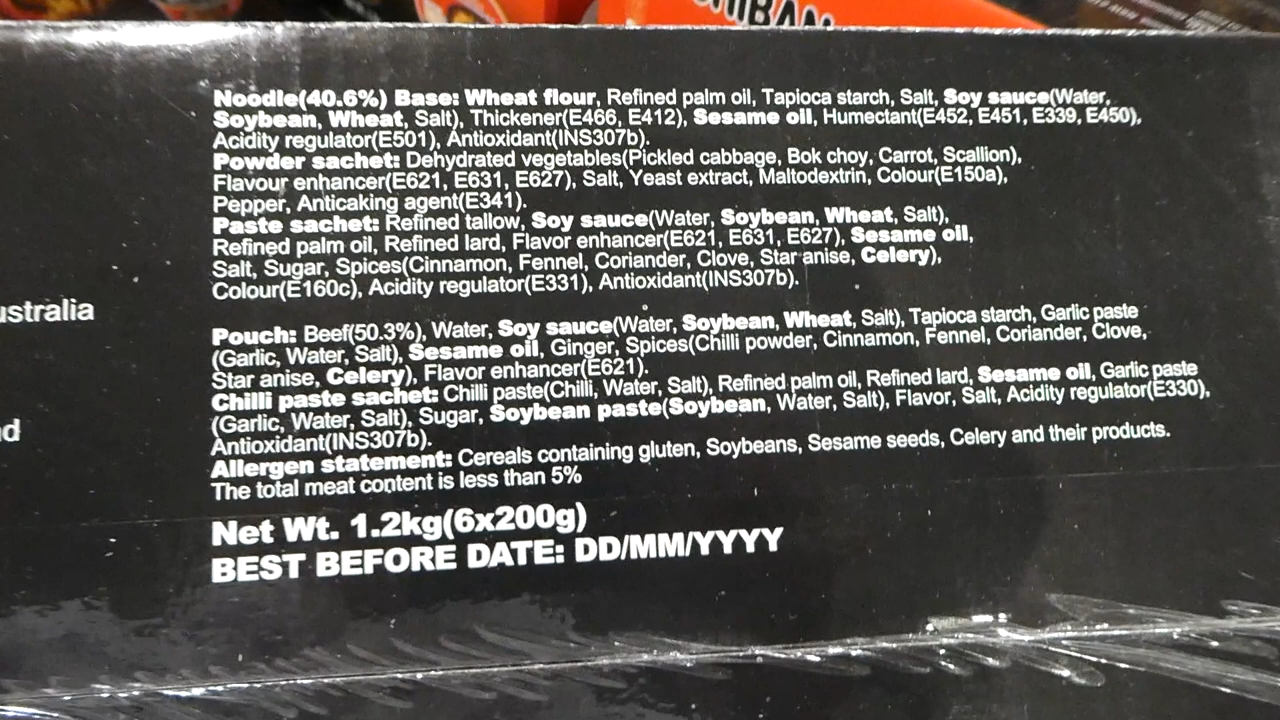 HIBAN
Noodle(40.6%) Base: Wheat flour, Refined palm oil, Tapioca starch, Salt, Soy sauce(Water,
Soybean, Wheat, Salt), Thickener(E466, E412), Sesame oil, Humectant(E452, E451, E339, E450),
Acidity regulator(E501), Antioxidant(INS307b).
Powder sachet: Dehydrated vegetables(Pickled cabbage, Bok choy, Carrot, Scallion),
Flavour enhancer(E621, E631, E627), Salt, Yeast extract, Maltodextrin, Colour(E150a),
Pepper, Anticaking agent(E341).
Paste sachet: Refined tallow, Soy sauce(Water, Soybean, Wheat, Salt),
Refined palm oil, Refined lard, Flavor enhancer(E621, E631, E627), Sesame oil,
Salt, Sugar, Spices(Cinnamon, Fennel, Coriander, Clove, Star anise, Celery),
Colour(E160c), Acidity regulator(E331), Antioxidant(INS307b).
ustralia
Pouch: Beef(50.3%), Water, Soy sauce(Water, Soybean, Wheat, Salt), Tapioca starch, Garlic paste
(Garlic, Water, Salt), Sesame oil, Ginger, Spices(Chilli powder, Cinnamon, Fennel, Coriander, Clove,
Star anise, Celery), Flavor enhancer(E621).
Chilli paste sachet: Chilli paste(Chilli, Water, Salt), Refined palm oil, Refined lard, Sesame oil, Garlic paste
(Garlic, Water, Salt), Sugar, Soybean paste(Soybean, Water, Salt), Flavor, Salt, Acidity regulator(E330),
Antioxidant(INS307b).
d
Allergen statement: Cereals containing gluten, Soybeans, Sesame seeds, Celery and their products.
The total meat content is less than 5%
Net Wt. 1.2kg(6x200g)
BEST BEFORE DATE: DD/MM/YYYY